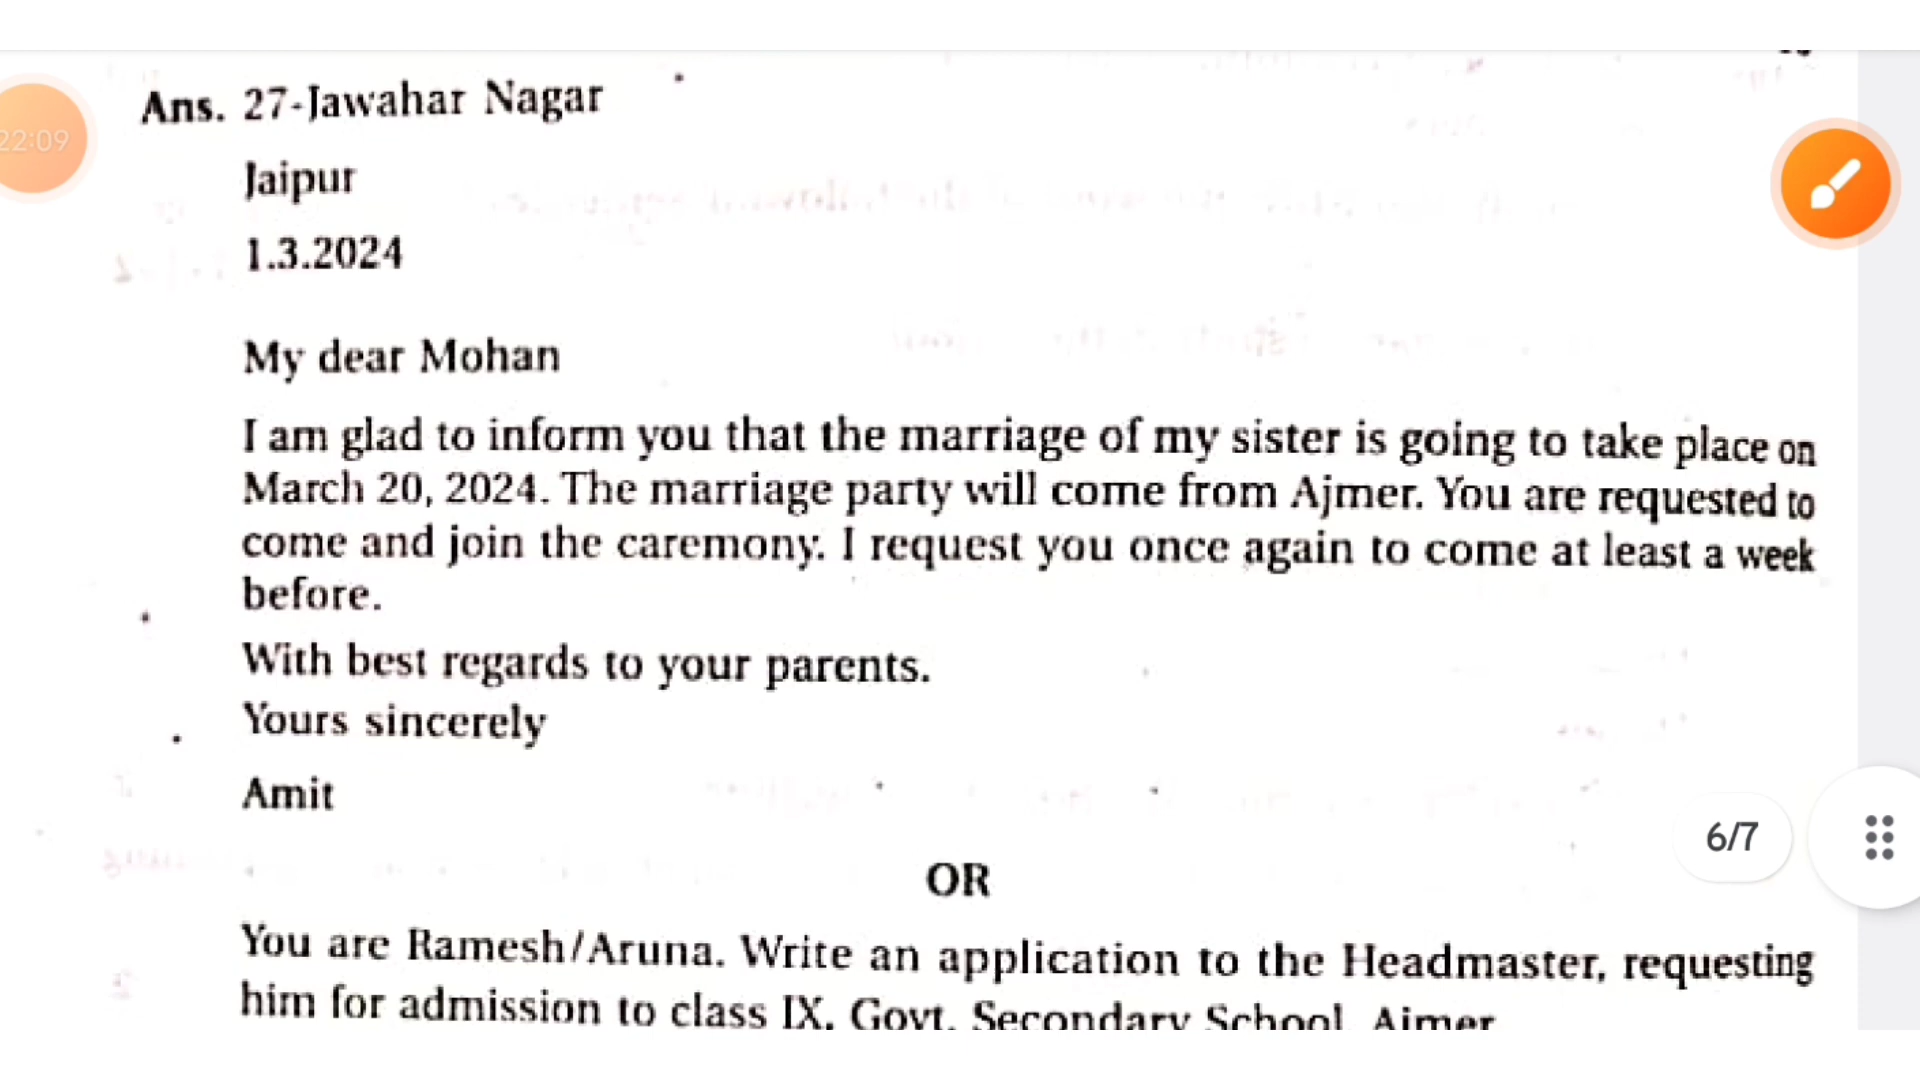 Ans. 27-Jawahar Nagar
22:09
Jaipur
1.3.2024
My dear Mohan
I am glad to inform you that the marriage of my sister is going to take place on
March 20, 2024. The marriage party will come from Ajmer. You are requested to
come and join the caremony. I request you once again to come at least a week
before.
With best regards to your parents.
Yours sincerely
Amit
6/7
OR
You are Ramesh/Aruna. Write an application to the Headmaster, requesting
him for admission to class IX, Govt. Secondary School, Ajmer